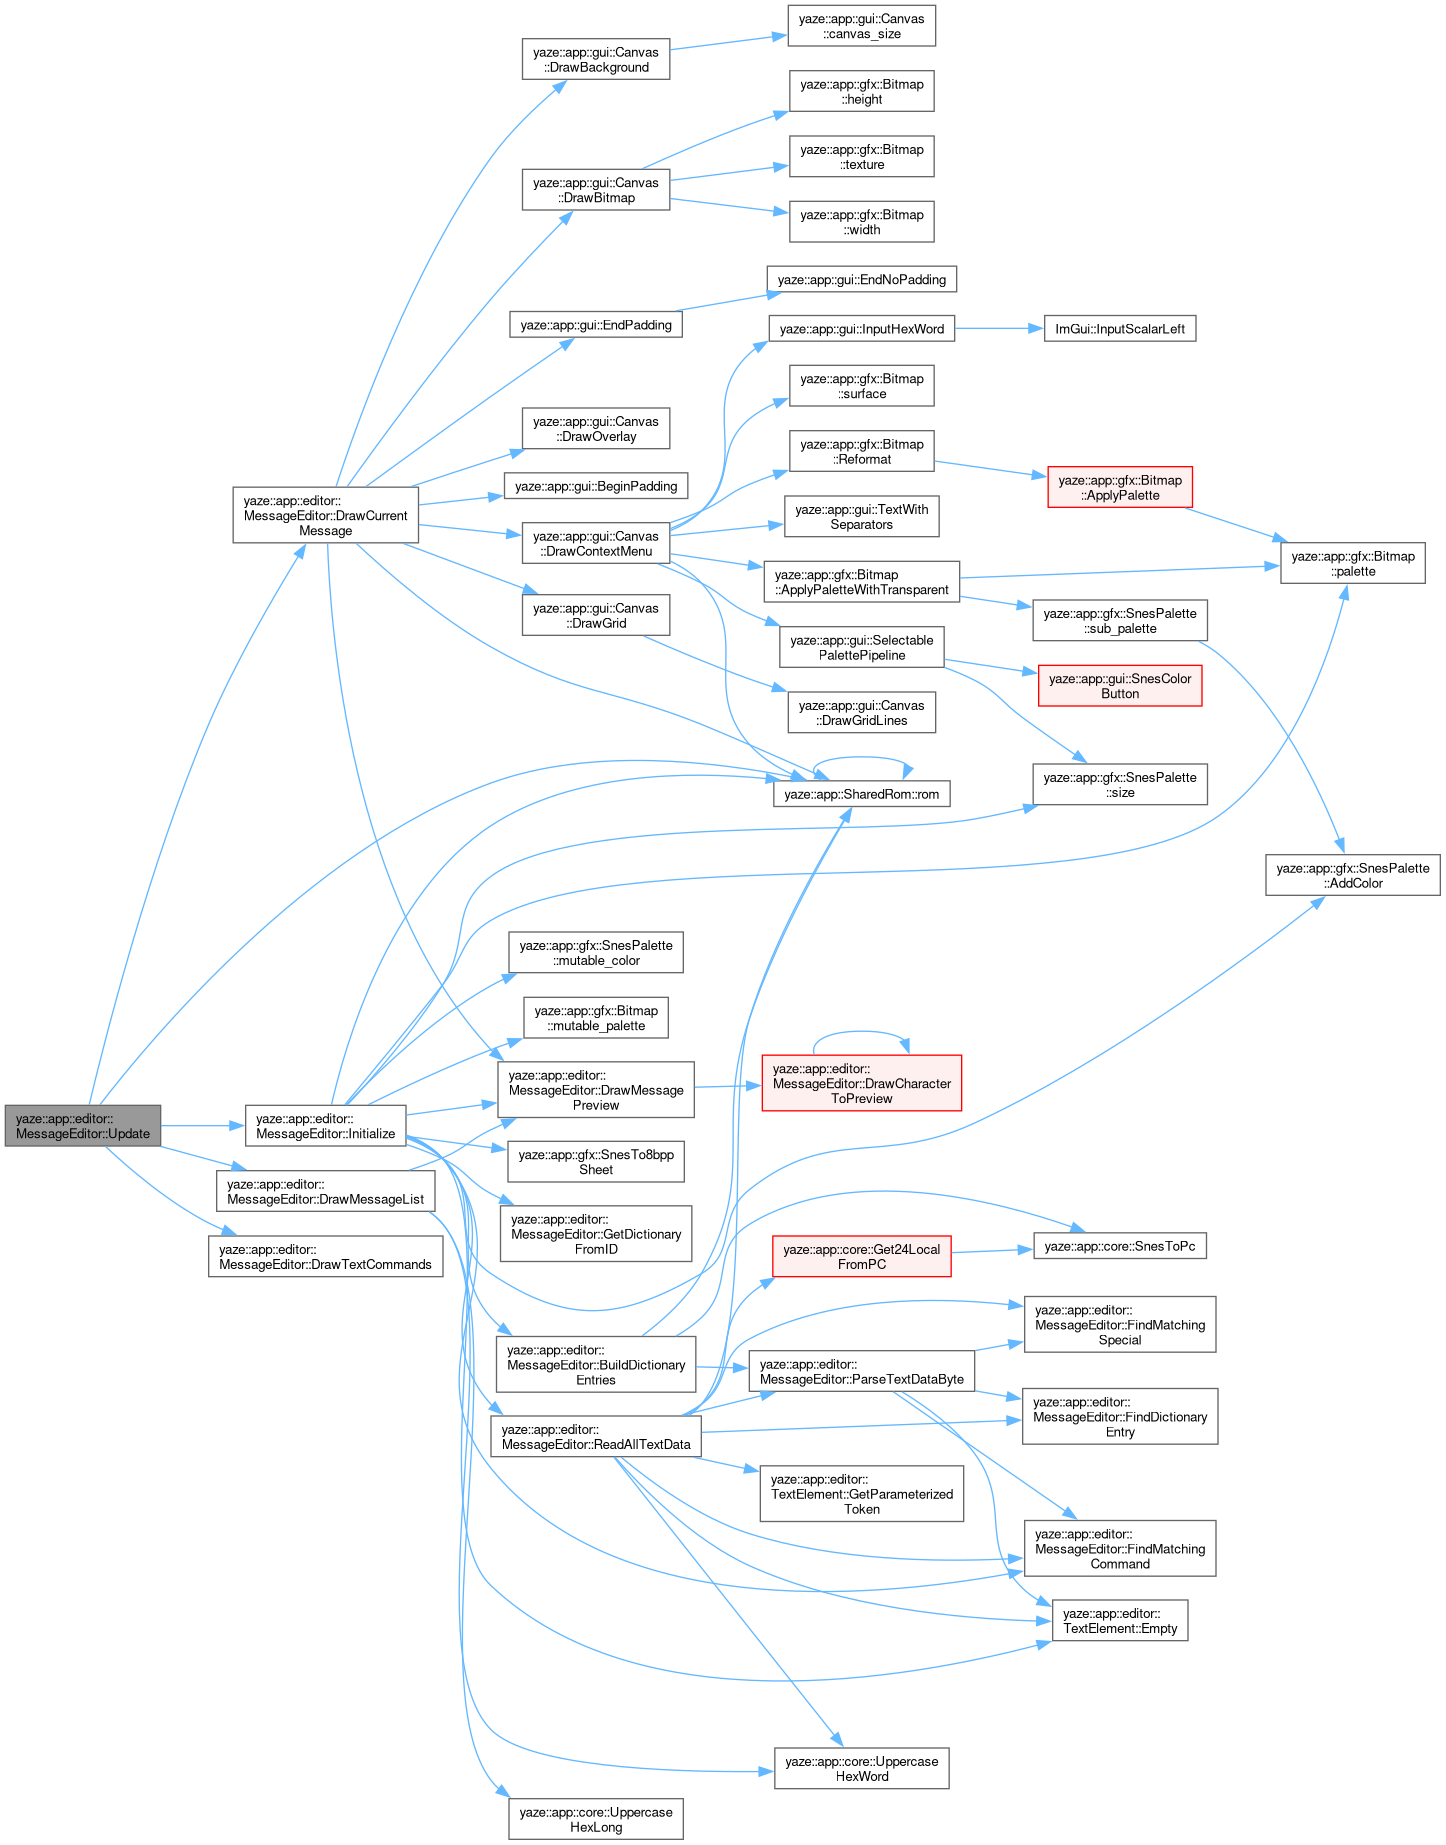 yaze::app::editor::
MessageEditor::Update
yaze::app::editor::
MessageEditor::DrawCurrent
Message
yaze::app::gui::Canvas
::DrawBackground
yaze::app::gui::Canvas
::canvas_size
yaze::app::gui::Canvas
::DrawBitmap
yaze::app::gfx::Bitmap
::height
yaze::app::gfx::Bitmap
::texture
yaze::app::gfx::Bitmap
::width
yaze::app::gui::EndPadding
yaze::app::gui::EndNoPadding
yaze::app::gui::Canvas
::DrawOverlay
yaze::app::gui::BeginPadding
yaze::app::gui::Canvas
::DrawContextMenu
yaze::app::gui::InputHexWord
ImGui::InputScalarLeft
yaze::app::gfx::Bitmap
::surface
yaze::app::gfx::Bitmap
::Reformat
yaze::app::gfx::Bitmap
::ApplyPalette
yaze::app::gui::TextWith
Separators
yaze::app::gfx::Bitmap
::ApplyPaletteWithTransparent
yaze::app::gfx::Bitmap
::palette
yaze::app::gfx::SnesPalette
::sub_palette
yaze::app::gui::Selectable
PalettePipeline
yaze::app::gui::SnesColor
Button
yaze::app::gui::Canvas
::DrawGrid
yaze::app::gui::Canvas
::DrawGridLines
yaze::app::SharedRom::rom
yaze::app::gfx::SnesPalette
::size
yaze::app::gfx::SnesPalette
::AddColor
yaze::app::gfx::SnesPalette
::mutable_color
yaze::app::gfx::Bitmap
::mutable_palette
yaze::app::editor::
MessageEditor::DrawMessage
Preview
yaze::app::editor::
MessageEditor::DrawCharacter
ToPreview
yaze::app::editor::
MessageEditor::Initialize
yaze::app::gfx::SnesTo8bpp
Sheet
yaze::app::editor::
MessageEditor::DrawMessageList
yaze::app::editor::
MessageEditor::GetDictionary
FromID
yaze::app::editor::
MessageEditor::DrawTextCommands
yaze::app::core::Get24Local
FromPC
yaze::app::core::SnesToPc
yaze::app::editor::
MessageEditor::BuildDictionary
Entries
yaze::app::editor::
MessageEditor::ParseTextDataByte
yaze::app::editor::
MessageEditor::FindMatching
Special
yaze::app::editor::
MessageEditor::FindDictionary
Entry
yaze::app::editor::
MessageEditor::ReadAllTextData
yaze::app::editor::
TextElement::GetParameterized
Token
yaze::app::editor::
MessageEditor::FindMatching
Command
yaze::app::editor::
TextElement::Empty
yaze::app::core::Uppercase
HexWord
yaze::app::core::Uppercase
HexLong